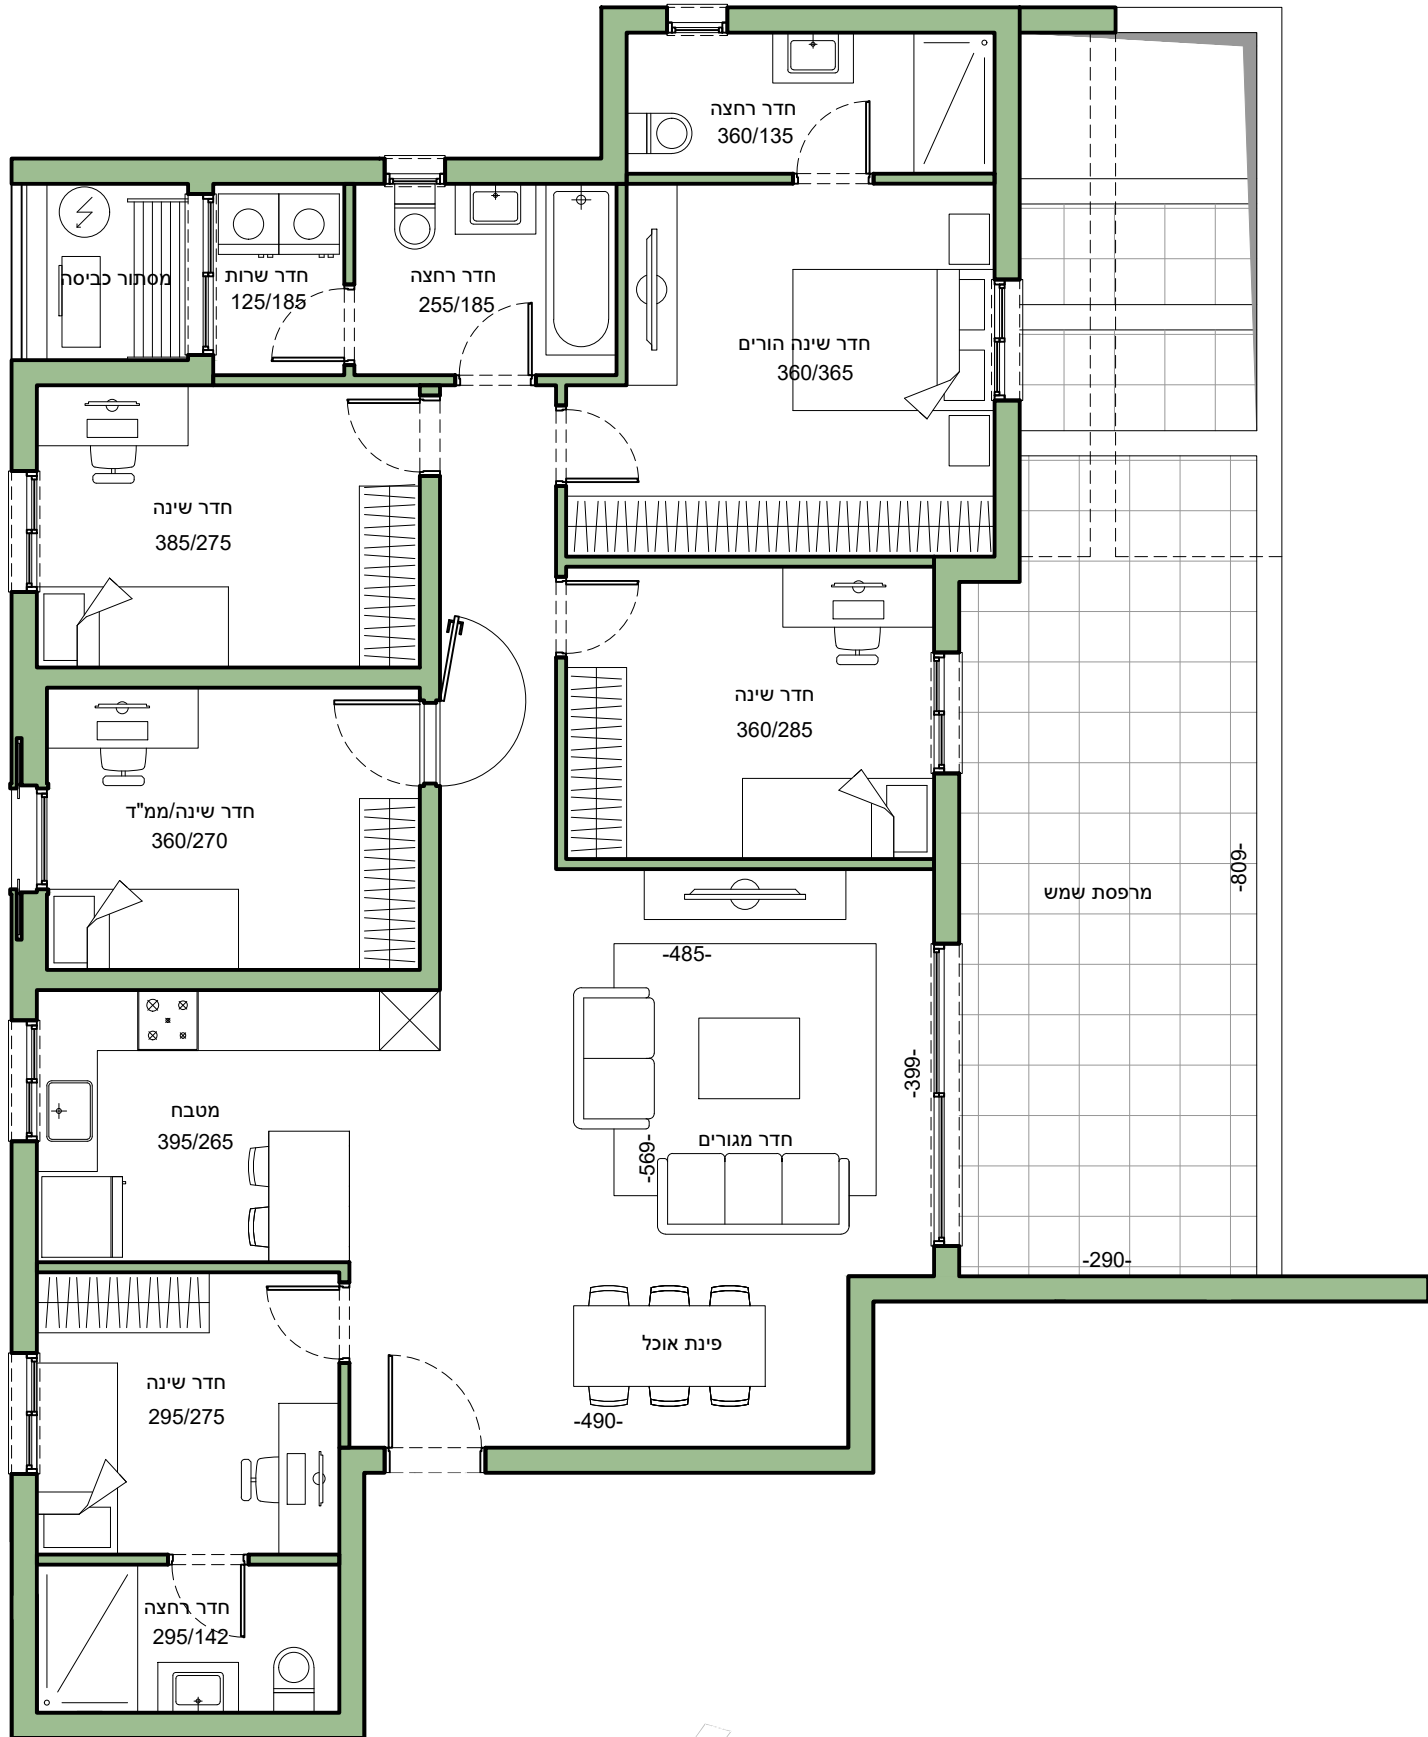 חדר רחצה
360/135
מסתור כביסה
חדר שרות
125/185
חדר רחצה
255/185
חדר שינה הורים
360/365
חדר שינה
385/275
חדר שינה
360/285
חדר שינה/ממ"ד
360/270
מרפסת שמש
-809-
-485-
-399-
מטבח
395/265
חדר מגורים
-569-
-290-
פינת אוכל
-490-
חדר שינה
295/275
חדר רחצה
295/142